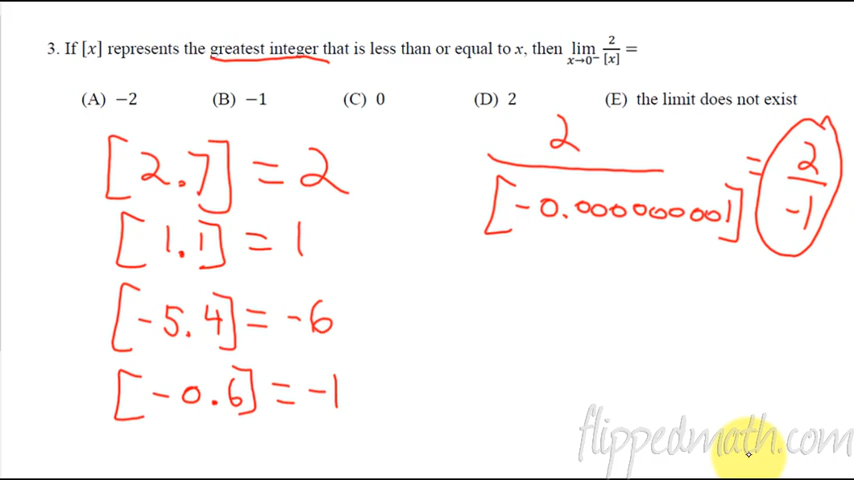 3. If [x] represents the greatest integer that is less than or equal to x, then lim x→0⁻ 2/[x] =
(A) −2 (B) −1 (C) 0 (D) 2 (E) the limit does not exist
[2.7] = 2
[1.1] = 1
[-5.4] = -6
[-0.6] = -1
2/[-0.000000001] = 2/-1
flippedmath.com